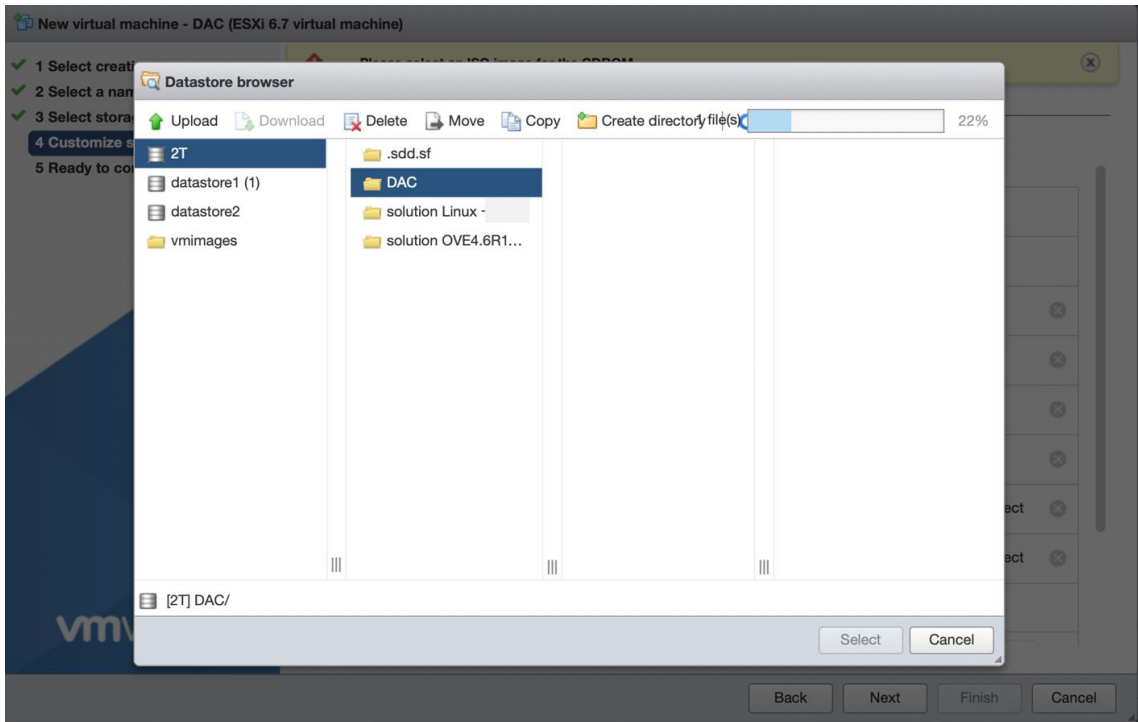 New virtual machine - DAC (ESXi 6.7 virtual machine)
1 Select creati
2 Select a nam
3 Select stora
4 Customize s
5 Ready to co
Datastore browser
Upload Download Delete Move Copy Create directory 1 file(s) 22%
2T
datastore1 (1)
datastore2
vmimages
.sdd.sf
DAC
solution Linux -
solution OVE4.6R1...
ect
ect
[2T] DAC/
Select Cancel
vmw
Back Next Finish Cancel